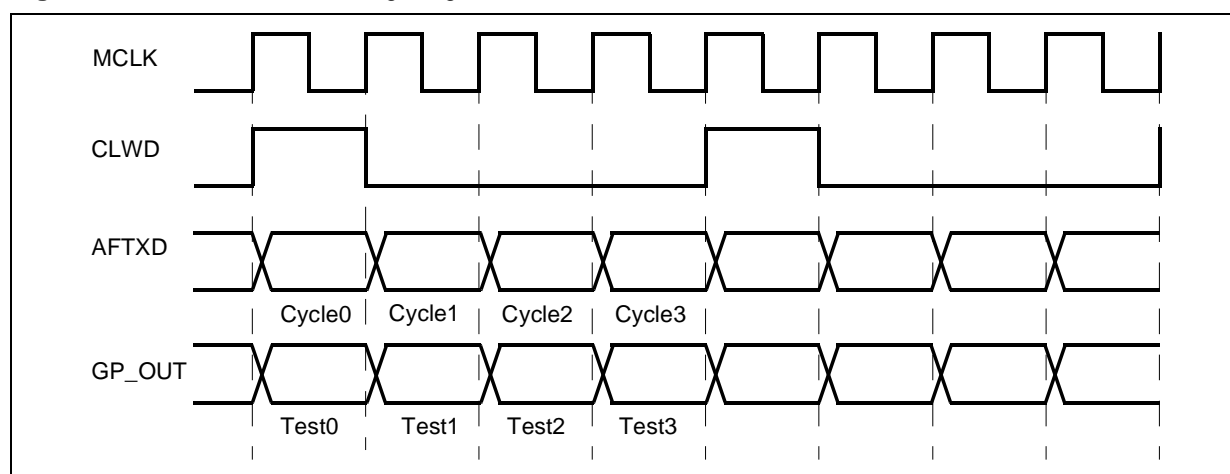 MCLK
CLWD
AFTXD
Cycle0 Cycle1 Cycle2 Cycle3
GP_OUT
Test0 Test1 Test2 Test3